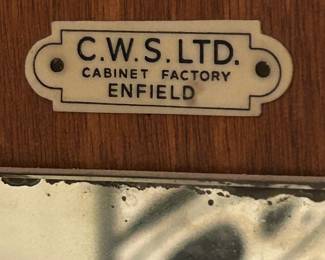 C.W.S. LTD.
CABINET FACTORY
ENFIELD